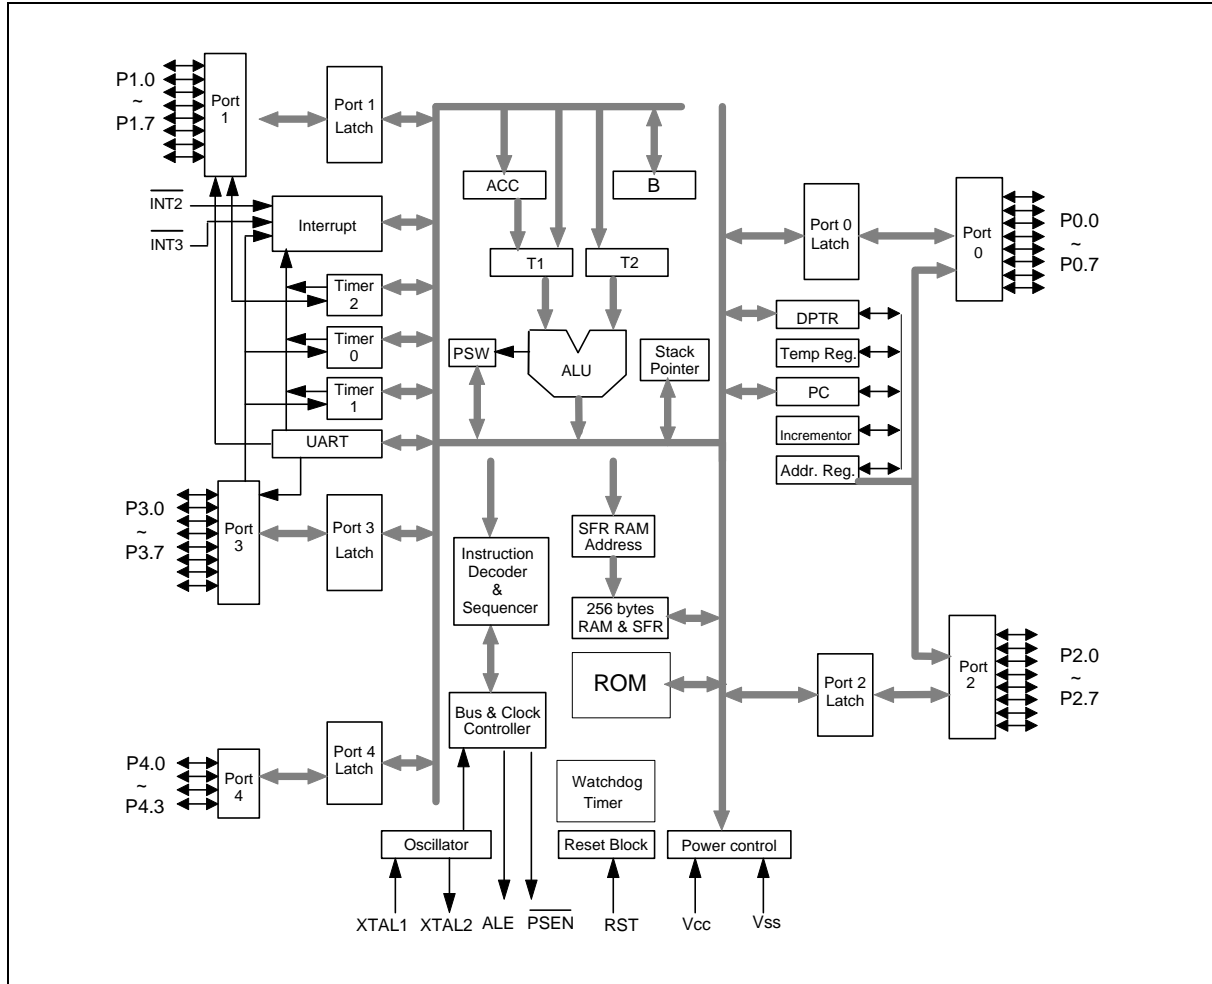 P1.0
~
P1.7
Port
1
Port 1
Latch
INT2
INT3
Interrupt
Timer
2
Timer
0
Timer
1
UART
P3.0
~
P3.7
Port
3
Port 3
Latch
P4.0
~
P4.3
Port
4
Port 4
Latch
ACC
B
T1
T2
PSW
ALU
Stack
Pointer
Instruction
Decoder
&
Sequencer
SFR RAM
Address
256 bytes
RAM & SFR
ROM
Bus & Clock
Controller
Watchdog
Timer
Oscillator
Reset Block
Power control
XTAL1
XTAL2
ALE
PSEN
RST
Vcc
Vss
Port 0
Latch
Port
0
P0.0
~
P0.7
DPTR
Temp Reg.
PC
Incrementor
Addr. Reg.
Port 2
Latch
Port
2
P2.0
~
P2.7